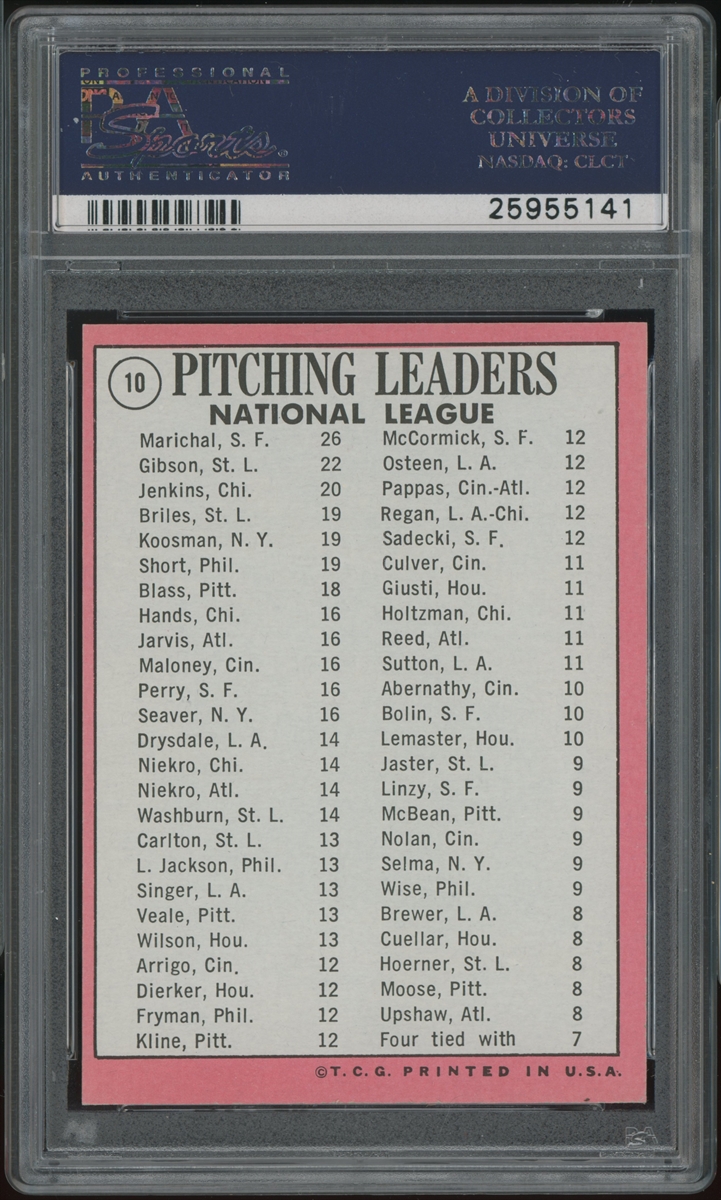 PROFESSIONAL
PSA Sports
AUTHENTICATOR
A DIVISION OF
COLLECTORS
UNIVERSE
NASDAQ: CLCT
25955141
10
PITCHING LEADERS
NATIONAL LEAGUE
Marichal, S. F. 26
Gibson, St. L. 22
Jenkins, Chi. 20
Briles, St. L. 19
Koosman, N. Y. 19
Short, Phil. 19
Blass, Pitt. 18
Hands, Chi. 16
Jarvis, Atl. 16
Maloney, Cin. 16
Perry, S. F. 16
Seaver, N. Y. 16
Drysdale, L. A. 14
Niekro, Chi. 14
Niekro, Atl. 14
Washburn, St. L. 14
Carlton, St. L. 13
L. Jackson, Phil. 13
Singer, L. A. 13
Veale, Pitt. 13
Wilson, Hou. 13
Arrigo, Cin. 12
Dierker, Hou. 12
Fryman, Phil. 12
Kline, Pitt. 12
McCormick, S. F. 12
Osteen, L. A. 12
Pappas, Cin.-Atl. 12
Regan, L. A.-Chi. 12
Sadecki, S. F. 12
Culver, Cin. 11
Giusti, Hou. 11
Holtzman, Chi. 11
Reed, Atl. 11
Sutton, L. A. 11
Abernathy, Cin. 10
Bolin, S. F. 10
Lemaster, Hou. 10
Jaster, St. L. 9
Linzy, S. F. 9
McBean, Pitt. 9
Nolan, Cin. 9
Selma, N. Y. 9
Wise, Phil. 9
Brewer, L. A. 8
Cuellar, Hou. 8
Hoerner, St. L. 8
Moose, Pitt. 8
Upshaw, Atl. 8
Four tied with 7
©T. C. G. PRINTED IN U.S.A.
PSA